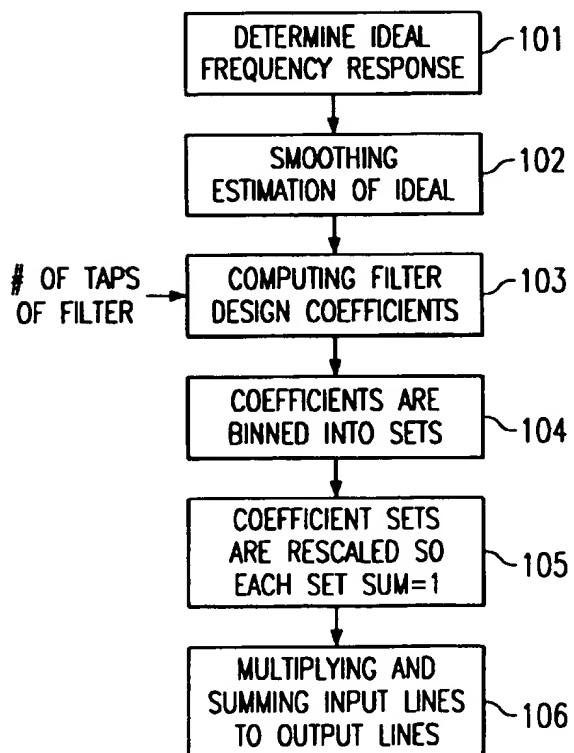 DETERMINE IDEAL
FREQUENCY RESPONSE
101
SMOOTHING
ESTIMATION OF IDEAL
102
# OF TAPS
OF FILTER
COMPUTING FILTER
DESIGN COEFFICIENTS
103
COEFFICIENTS ARE
BINNED INTO SETS
104
COEFFICIENT SETS
ARE RESCALED SO
EACH SET SUM=1
105
MULTIPLYING AND
SUMMING INPUT LINES
TO OUTPUT LINES
106